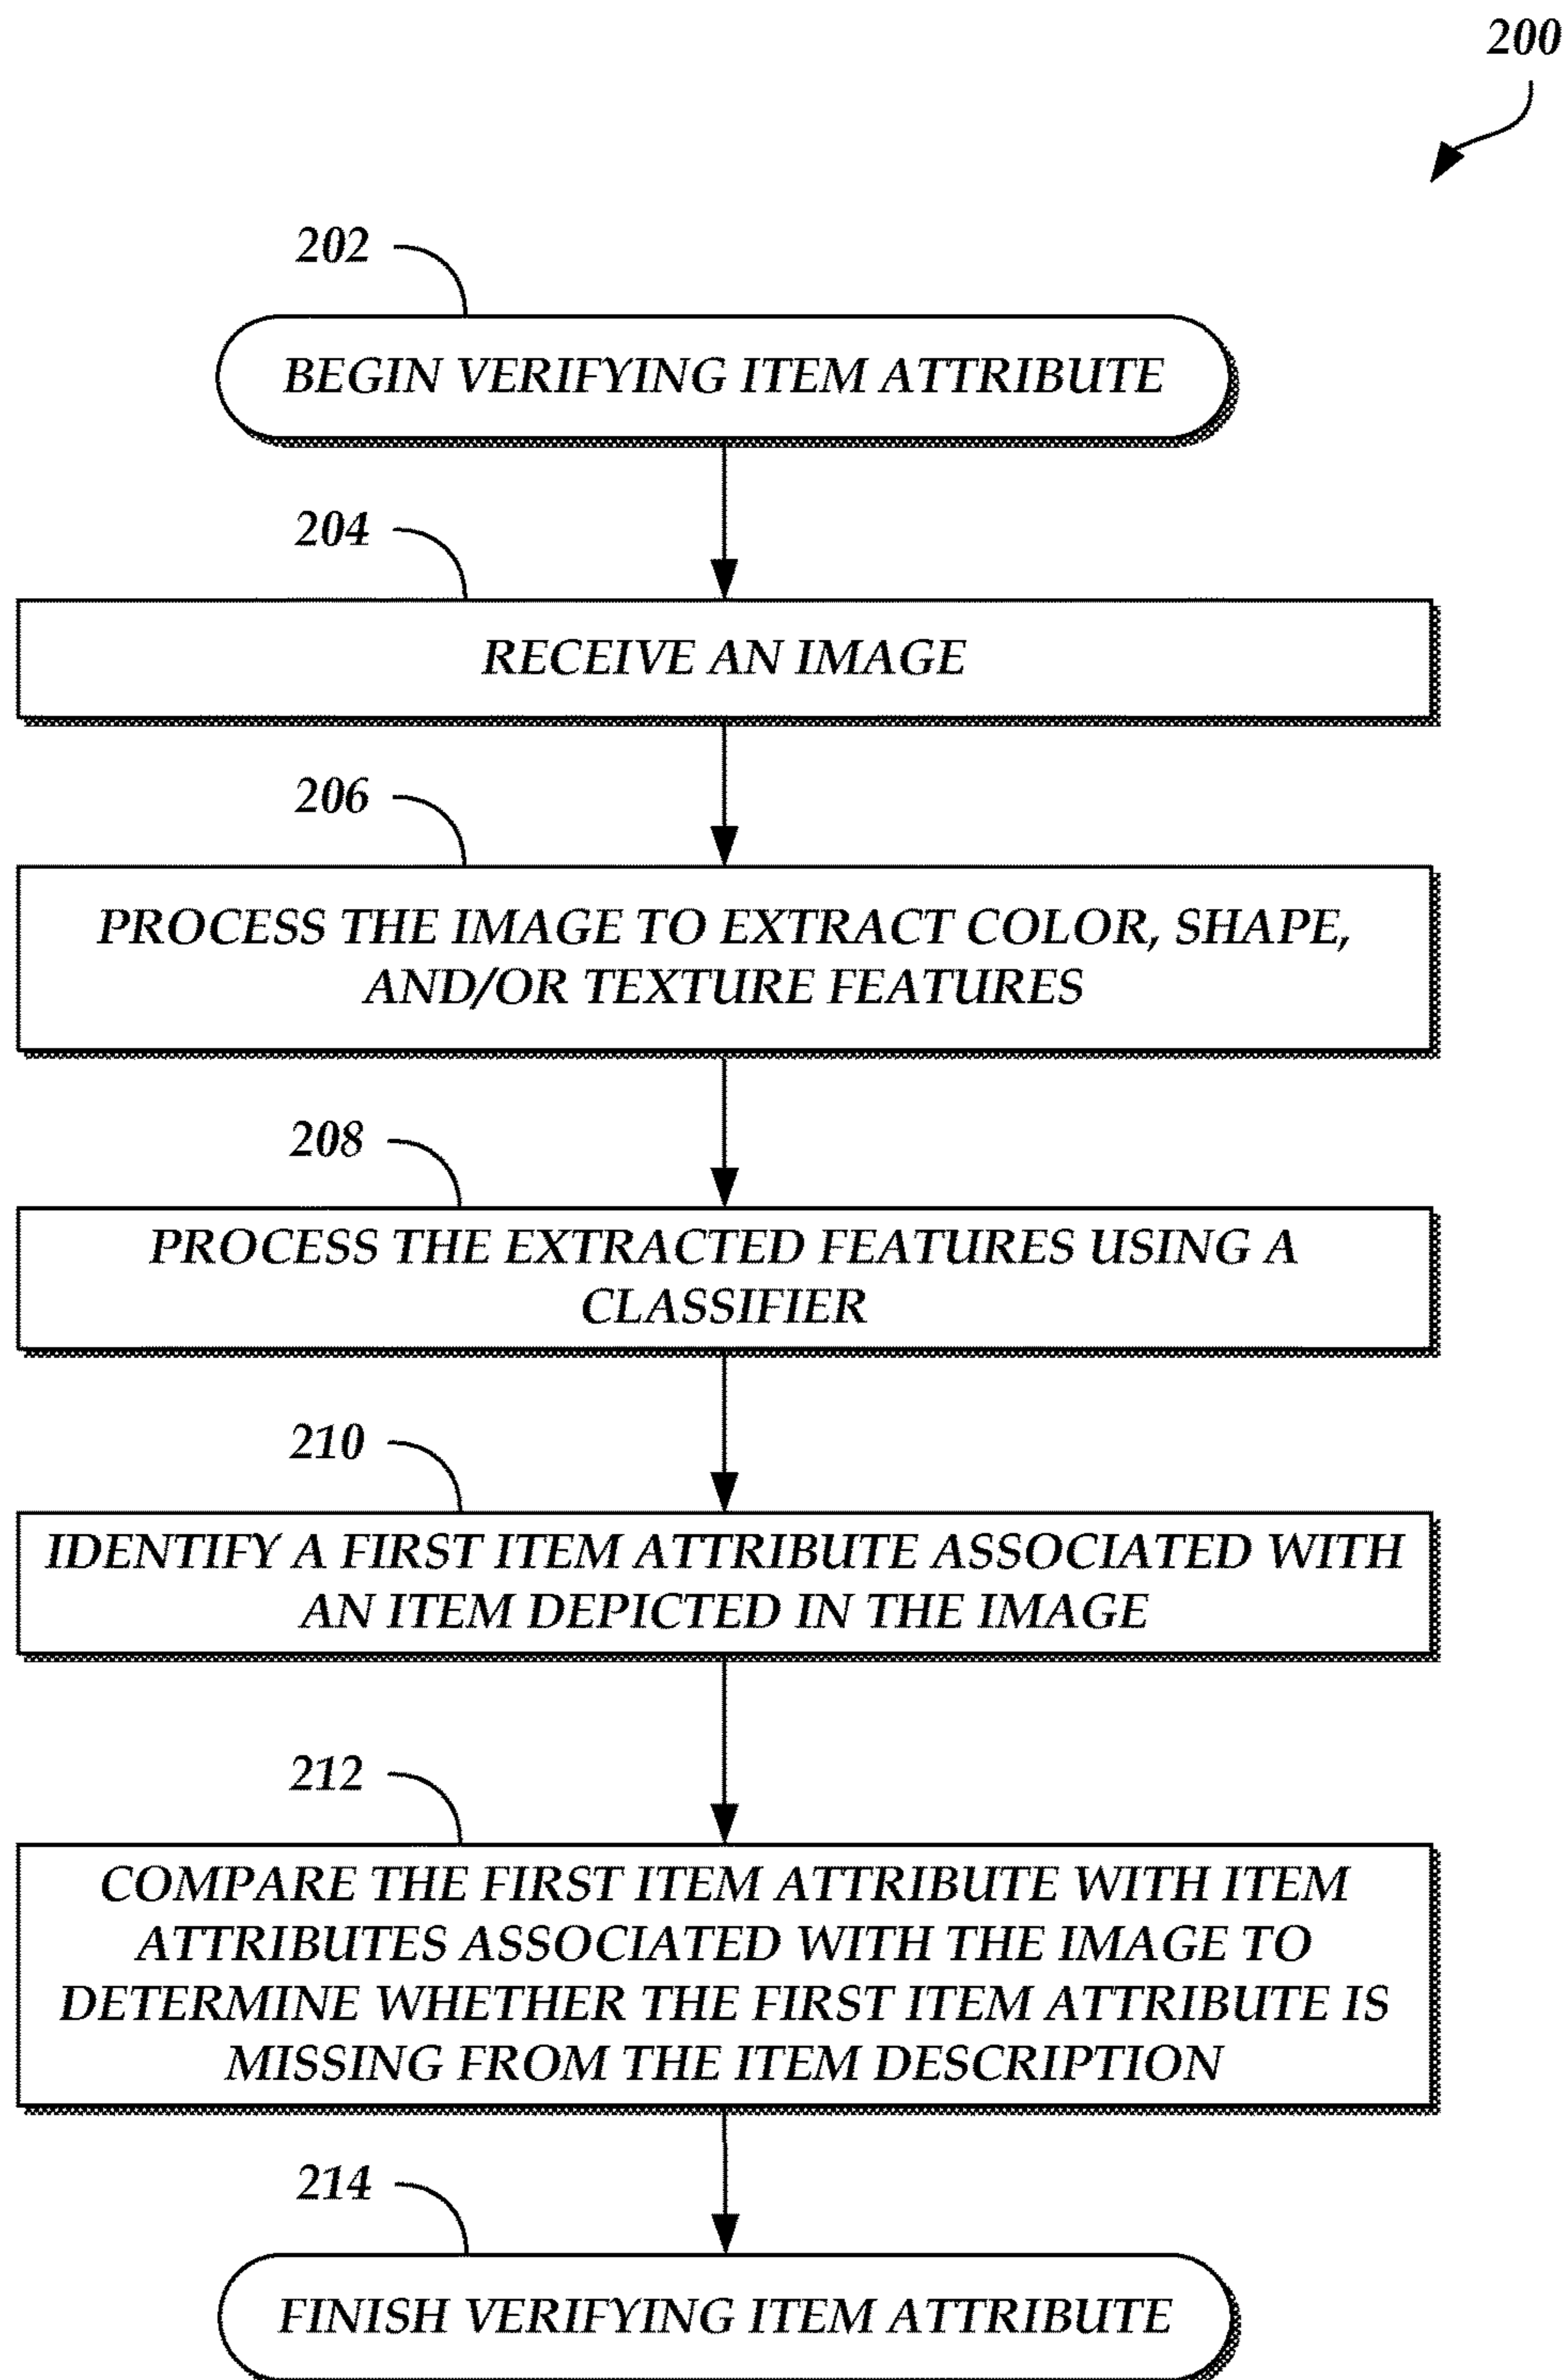 200
202
BEGIN VERIFYING ITEM ATTRIBUTE
204
RECEIVE AN IMAGE
206
PROCESS THE IMAGE TO EXTRACT COLOR, SHAPE,
AND/OR TEXTURE FEATURES
208
PROCESS THE EXTRACTED FEATURES USING A
CLASSIFIER
210
IDENTIFY A FIRST ITEM ATTRIBUTE ASSOCIATED WITH
AN ITEM DEPICTED IN THE IMAGE
212
COMPARE THE FIRST ITEM ATTRIBUTE WITH ITEM
ATTRIBUTES ASSOCIATED WITH THE IMAGE TO
DETERMINE WHETHER THE FIRST ITEM ATTRIBUTE IS
MISSING FROM THE ITEM DESCRIPTION
214
FINISH VERIFYING ITEM ATTRIBUTE